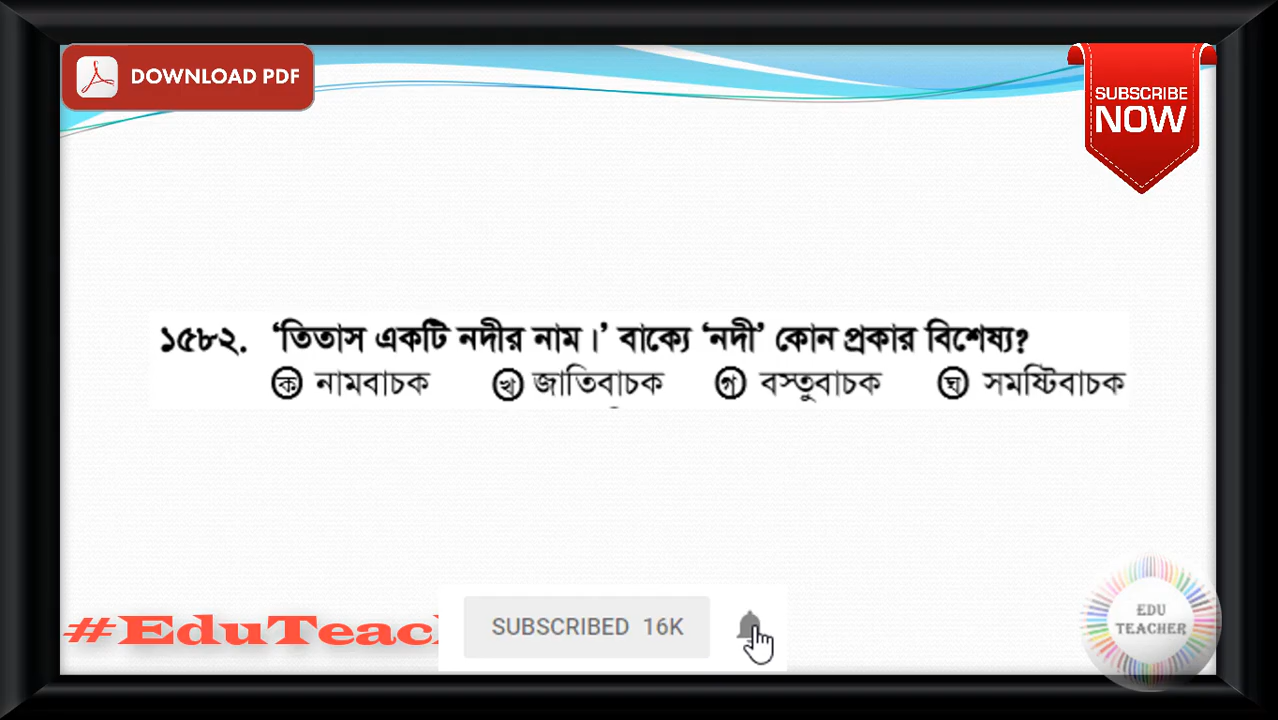 DOWNLOAD PDF
SUBSCRIBE
NOW
১৫৮২. ‘তিতাস একটি নদীর নাম।’ বাক্যে ‘নদী’ কোন প্রকার বিশেষ্য?
ক নামবাচক খ জাতিবাচক গ বস্তুবাচক ঘ সমষ্টিবাচক
#EduTeac
SUBSCRIBED 16K
EDU
TEACHER